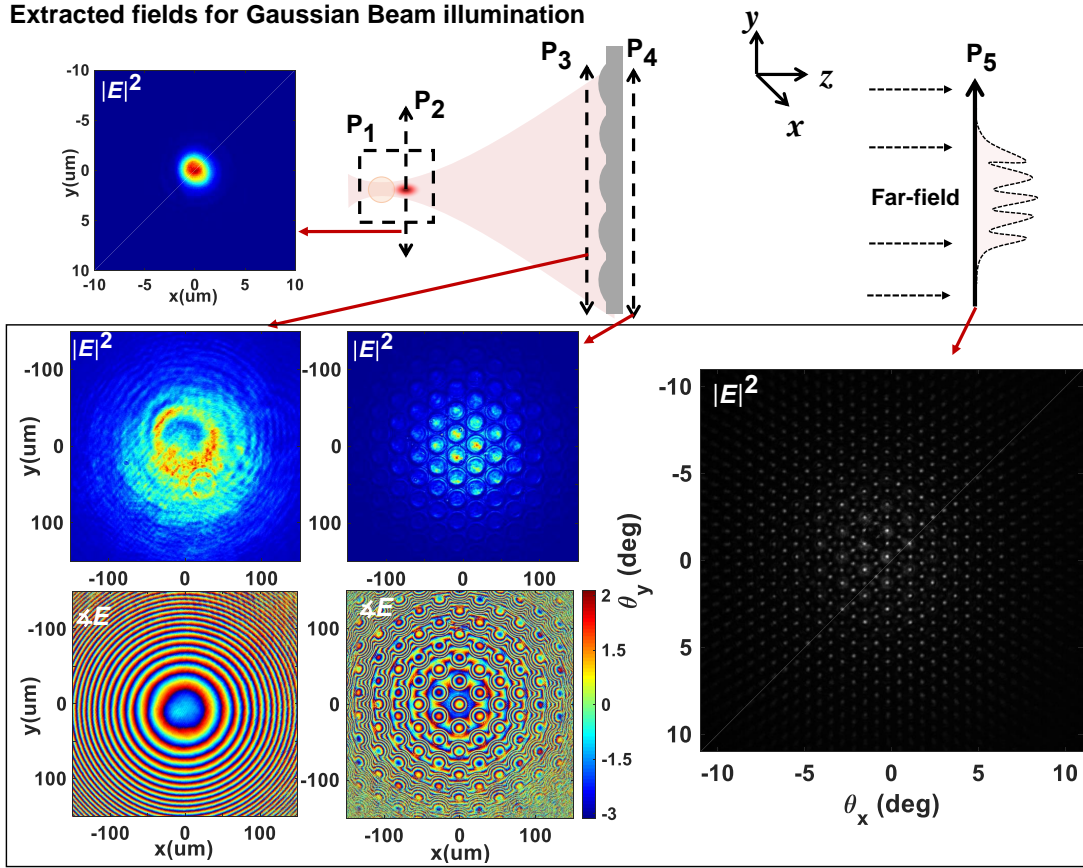 Extracted fields for Gaussian Beam illumination
|E|²
-10
-5
0
5
10
y(um)
-10 -5 0 5 10
x(um)
P₁
P₂
P₃
P₄
y
z
x
P₅
Far-field
|E|²
-100
0
100
y(um)
-100 0 100
|E|²
-100
0
100
-100 0 100
∡E
-100
0
100
y(um)
-100 0 100
x(um)
∡E
-100
0
-100
-100 0 100
x(um)
2
1.5
0
-1.5
-3
|E|²
-10
-5
0
5
10
θy (deg)
-10 -5 0 5 10
θx (deg)